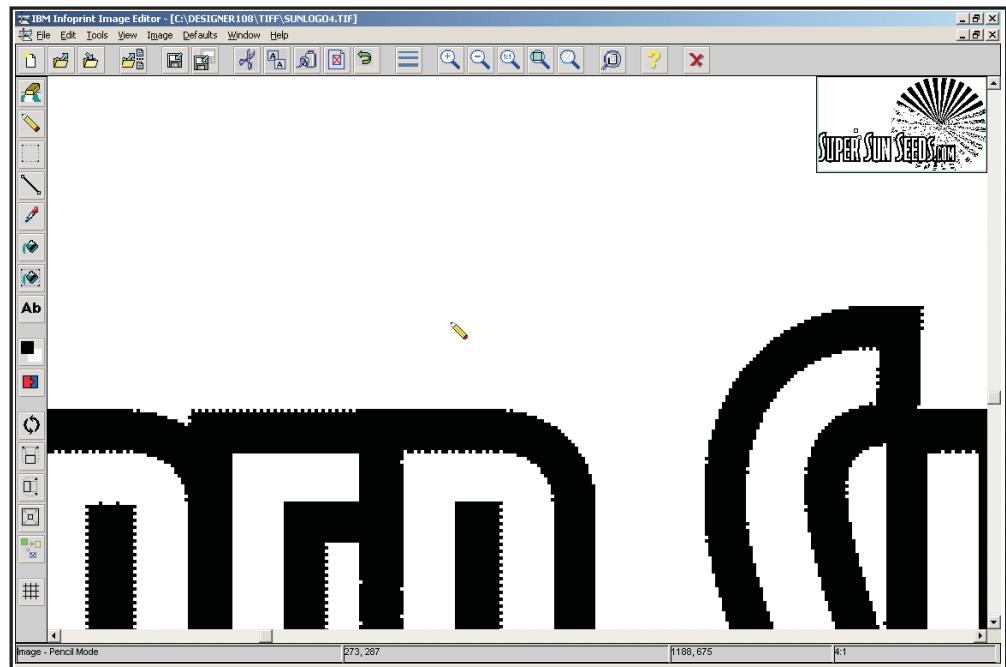 IBM Infoprint Image Editor - [C:\DESIGNER108\TIFF\SUNLOGO4.TIF]
File Edit Tools View Image Defaults Window Help
SUPER SUN SEEDS.COM
Ab
Image - Pencil Mode 273, 287 1188, 675 4:1